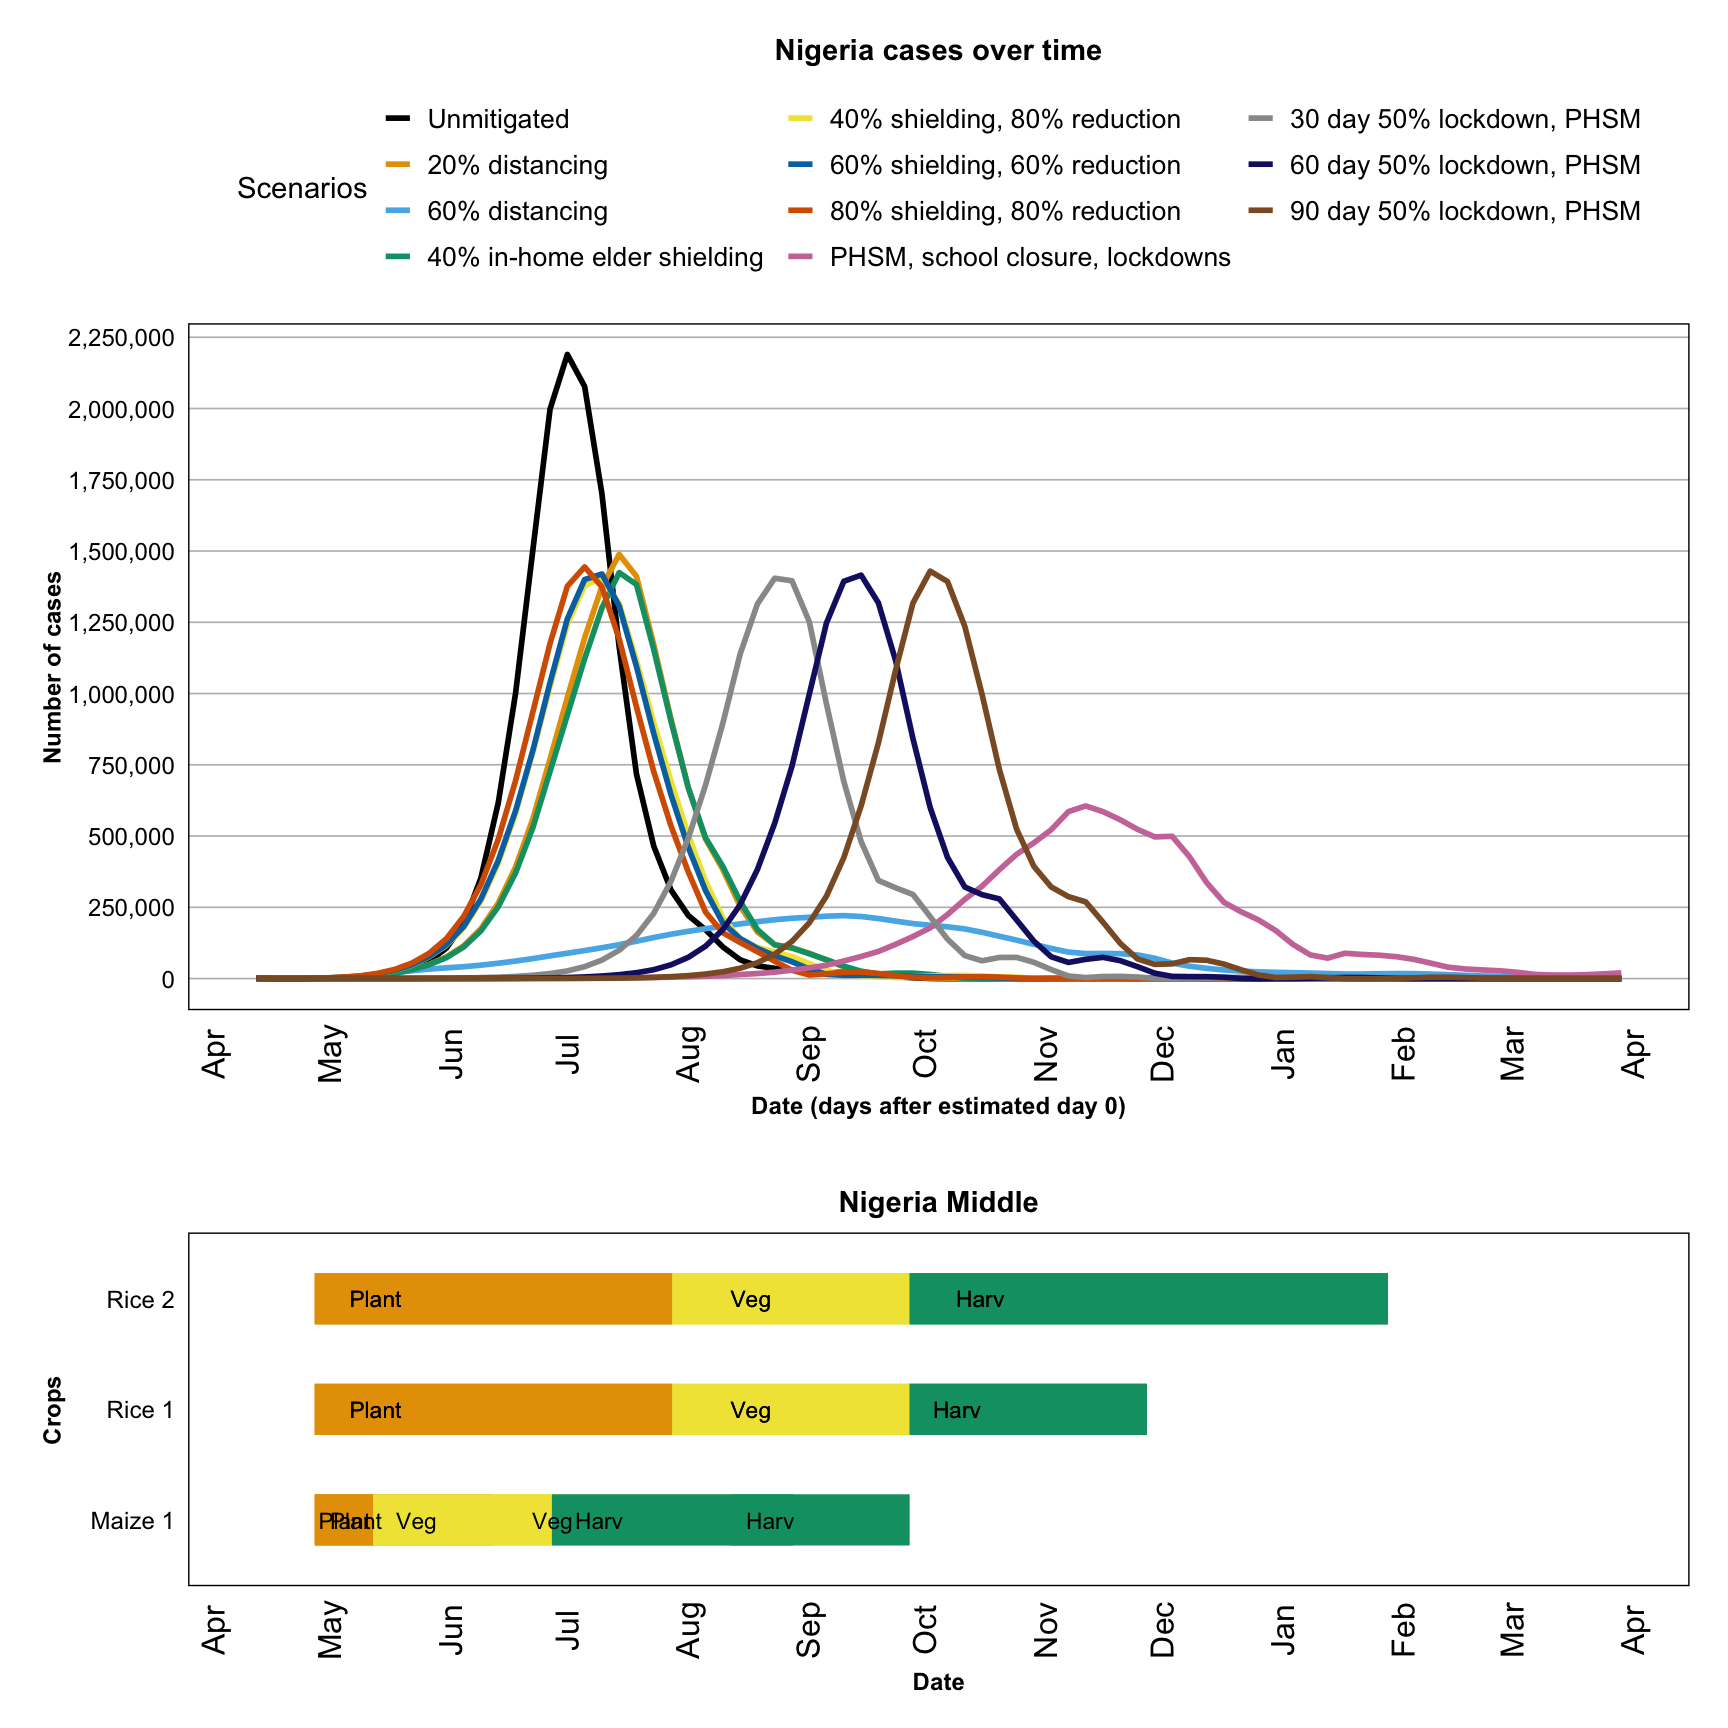 Nigeria cases over time
Scenarios
Unmitigated
20% distancing
60% distancing
40% in-home elder shielding
40% shielding, 80% reduction
60% shielding, 60% reduction
80% shielding, 80% reduction
PHSM, school closure, lockdowns
30 day 50% lockdown, PHSM
60 day 50% lockdown, PHSM
90 day 50% lockdown, PHSM
Number of cases
2,250,000
2,000,000
1,750,000
1,500,000
1,250,000
1,000,000
750,000
500,000
250,000
0
Apr May Jun Jul Aug Sep Oct Nov Dec Jan Feb Mar Apr
Date (days after estimated day 0)
Nigeria Middle
Crops
Rice 2 Plant Veg Harv
Rice 1 Plant Veg Harv
Maize 1 Plant Plant Veg Veg Harv Harv
Apr May Jun Jul Aug Sep Oct Nov Dec Jan Feb Mar Apr
Date